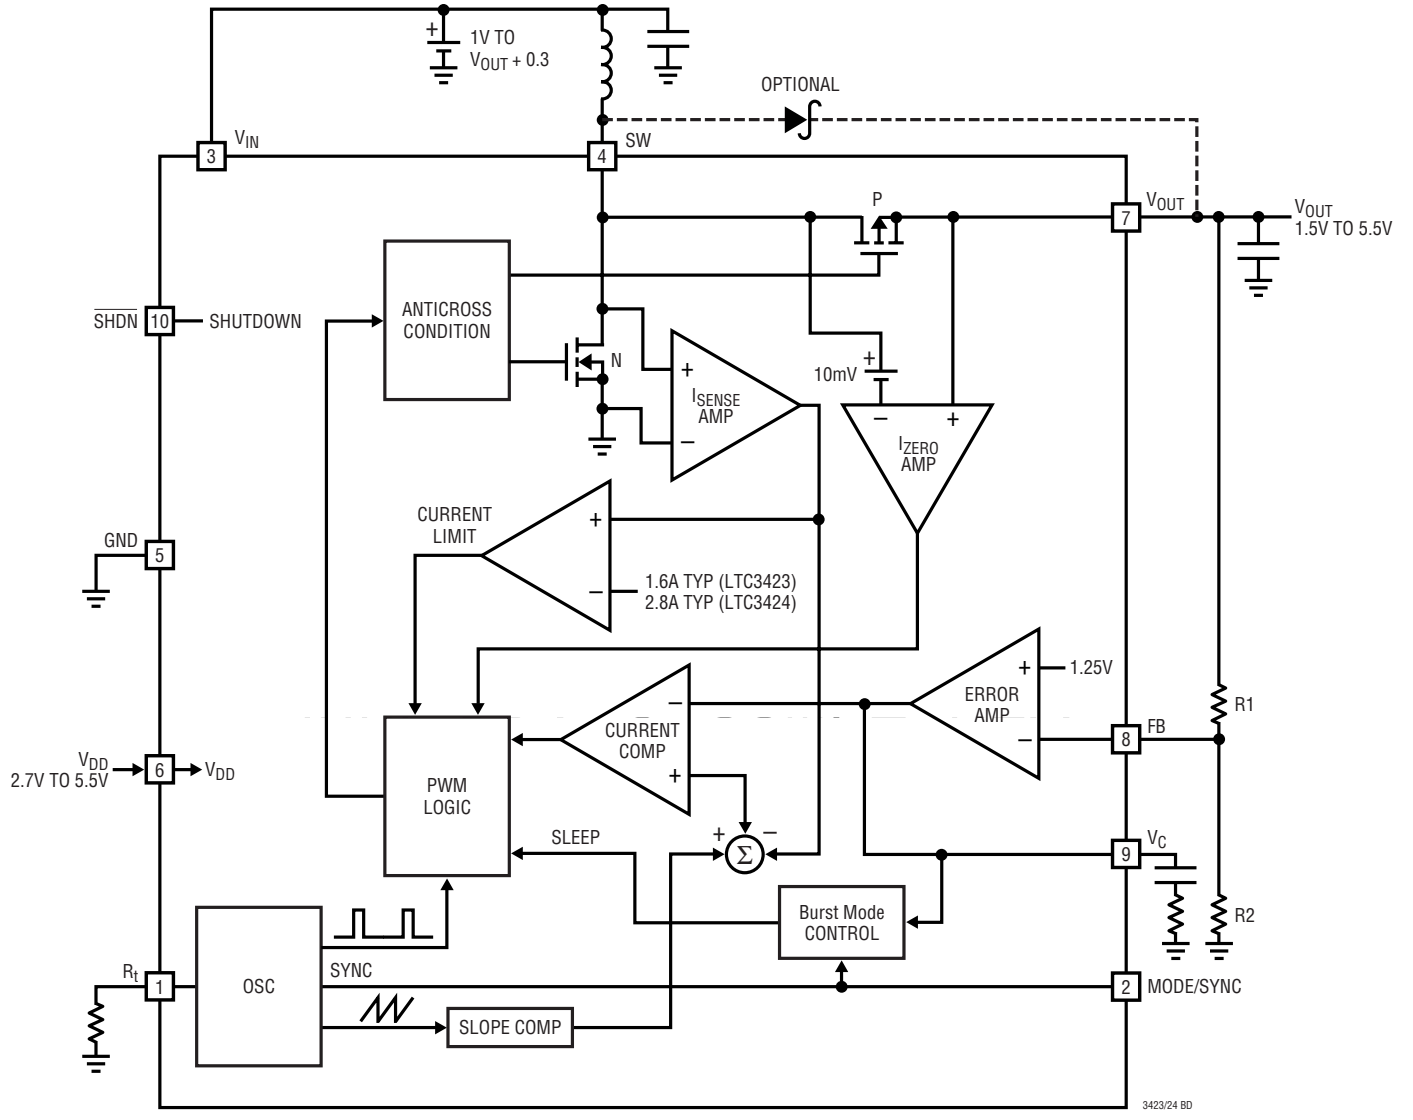 +
1V TO
VOUT + 0.3
OPTIONAL
VIN
3
SW
4
P
VOUT
7
VOUT
1.5V TO 5.5V
ANTICROSS
CONDITION
SHDN
10
SHUTDOWN
N
+
ISENSE
AMP
–
+
10mV
–
+
IZERO
AMP
CURRENT
LIMIT
+
–
1.6A TYP (LTC3423)
2.8A TYP (LTC3424)
GND
5
+
1.25V
ERROR
AMP
–
R1
FB
8
–
CURRENT
COMP
+
VDD
2.7V TO 5.5V
6
VDD
PWM
LOGIC
SLEEP
+
–
Σ
VC
9
Burst Mode
CONTROL
R2
Rt
1
OSC
SYNC
2
MODE/SYNC
SLOPE COMP
3423/24 BD